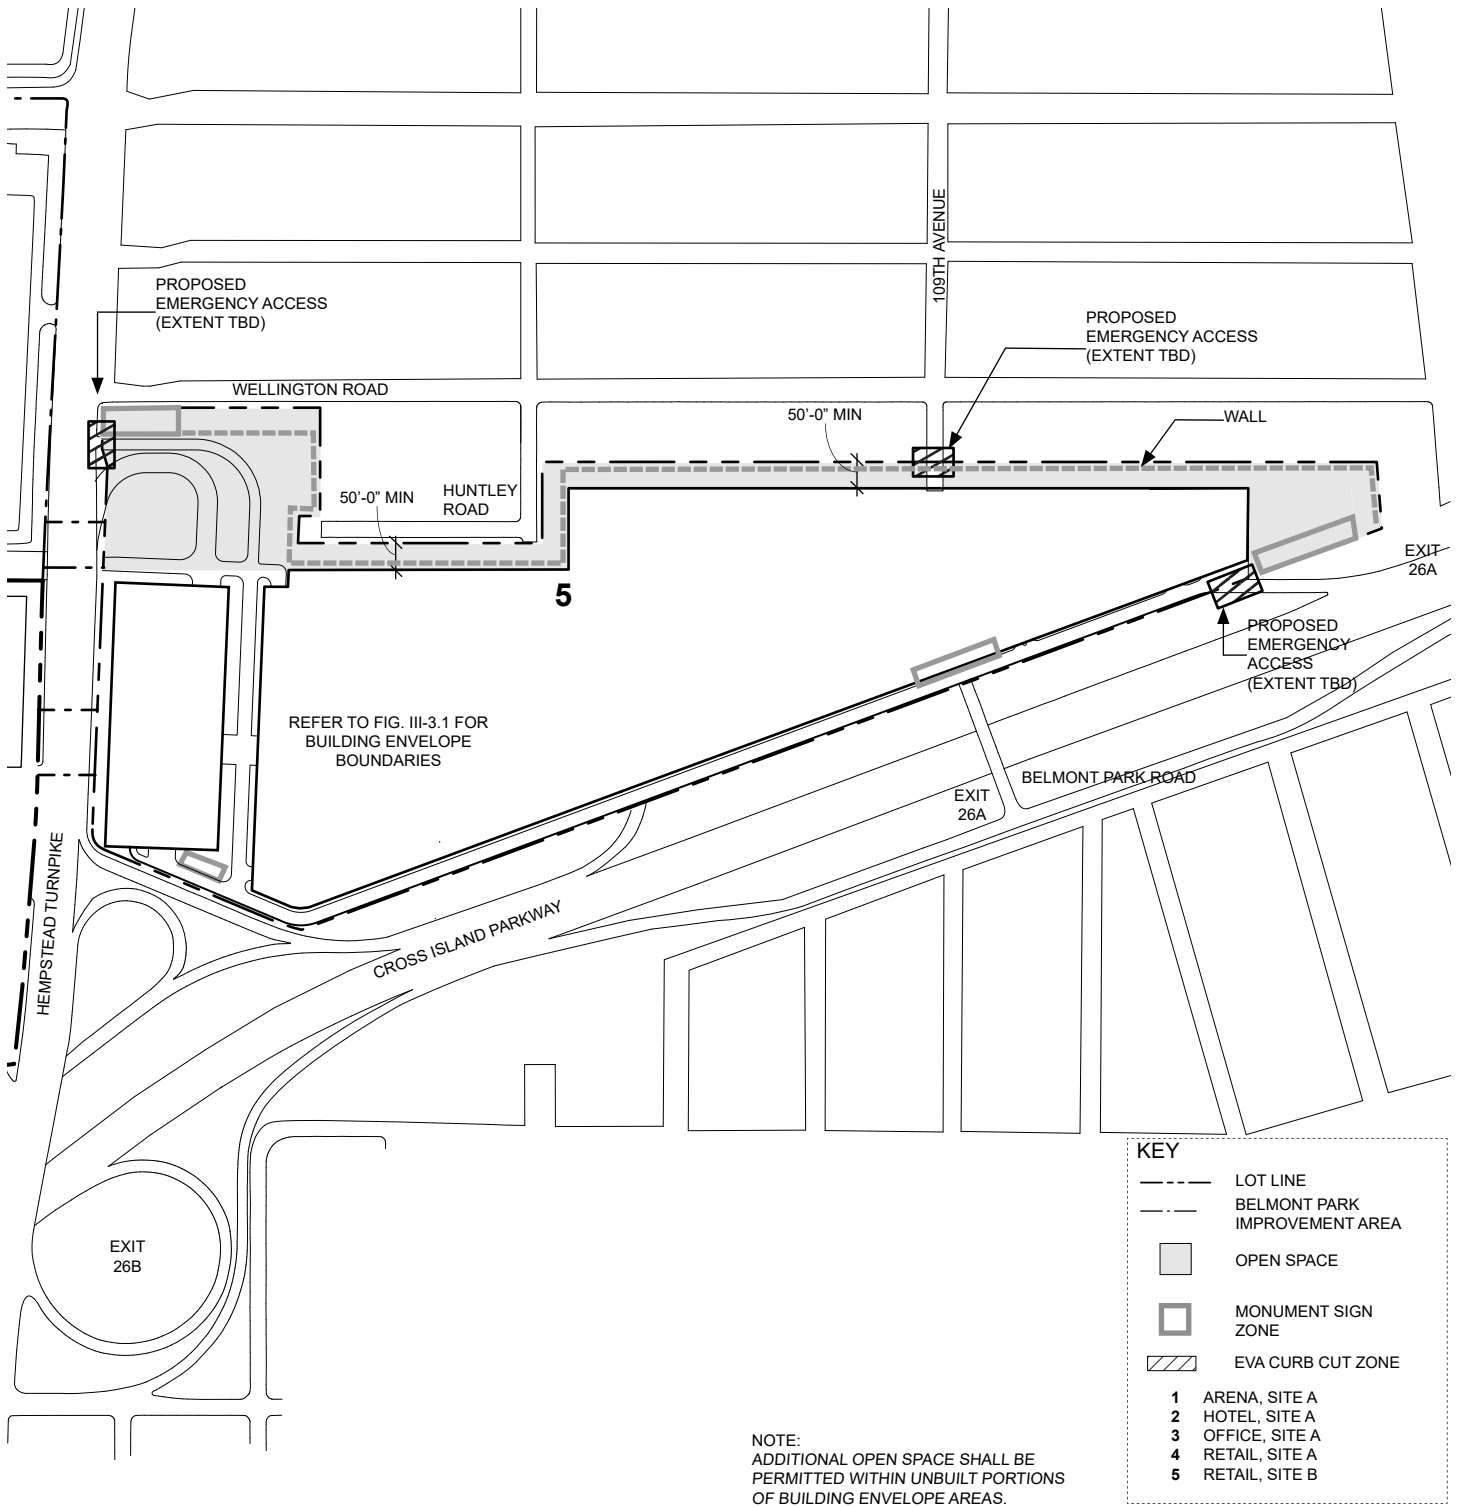 109TH AVENUE
PROPOSED
EMERGENCY ACCESS
(EXTENT TBD)
PROPOSED
EMERGENCY ACCESS
(EXTENT TBD)
WELLINGTON ROAD
50'-0" MIN
WALL
50'-0" MIN
HUNTLEY
ROAD
EXIT
26A
5
PROPOSED
EMERGENCY
ACCESS
(EXTENT TBD)
REFER TO FIG. III-3.1 FOR
BUILDING ENVELOPE
BOUNDARIES
BELMONT PARK ROAD
EXIT
26A
HEMPSTEAD TURNPIKE
CROSS ISLAND PARKWAY
EXIT
26B
KEY
LOT LINE
BELMONT PARK
IMPROVEMENT AREA
OPEN SPACE
MONUMENT SIGN
ZONE
EVA CURB CUT ZONE
1 ARENA, SITE A
2 HOTEL, SITE A
3 OFFICE, SITE A
4 RETAIL, SITE A
5 RETAIL, SITE B
NOTE:
ADDITIONAL OPEN SPACE SHALL BE
PERMITTED WITHIN UNBUILT PORTIONS
OF BUILDING ENVELOPE AREAS.